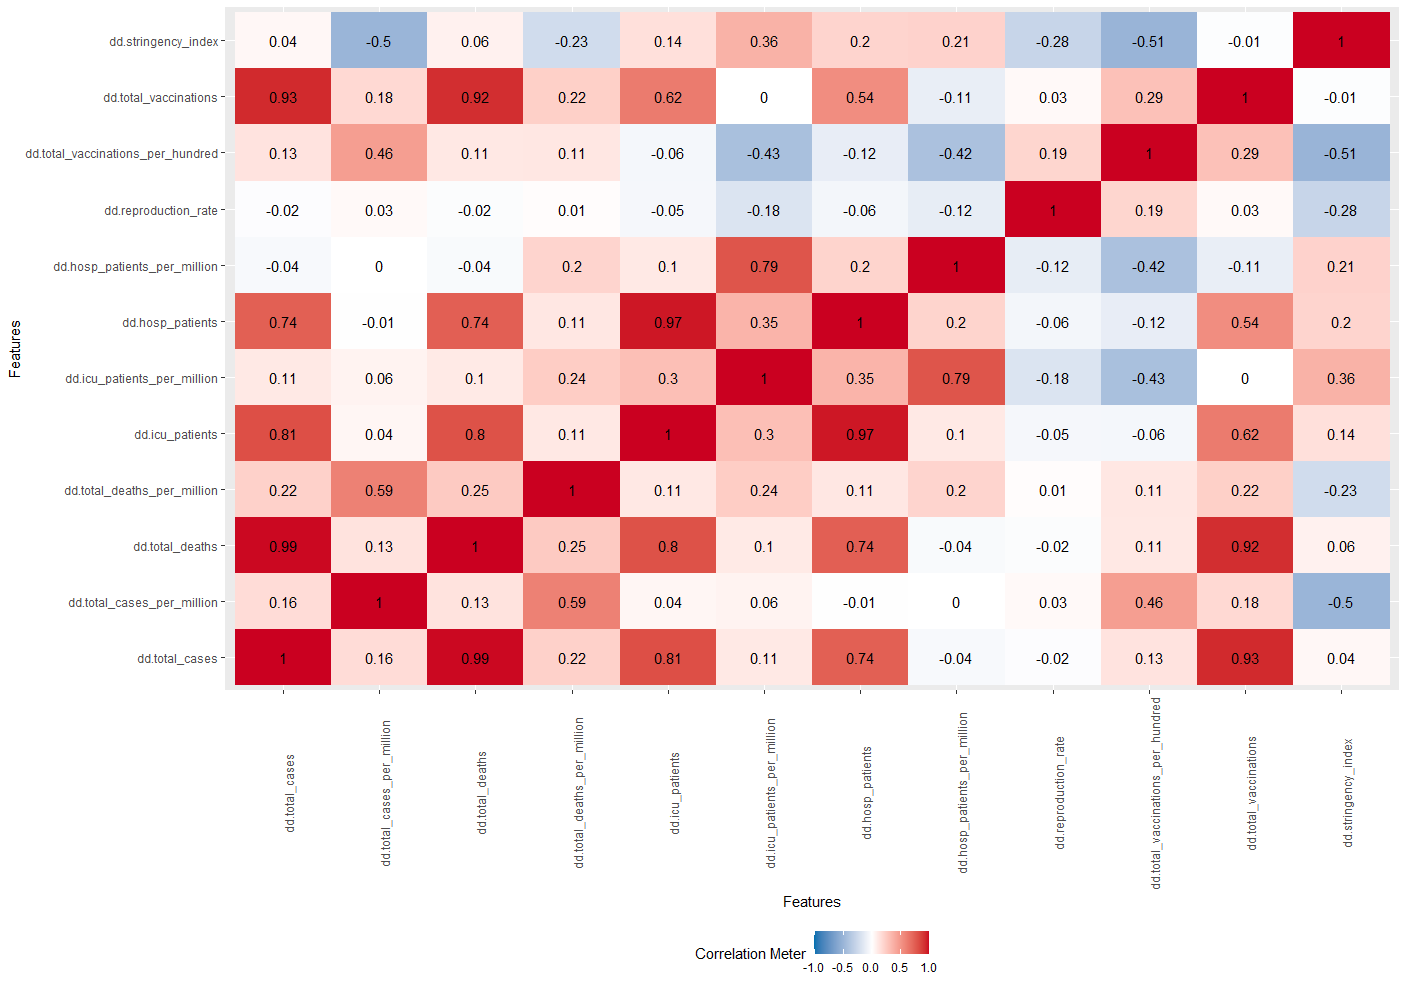 dd.stringency_index 0.04 -0.5 0.06 -0.23 0.14 0.36 0.2 0.21 -0.28 -0.51 -0.01 1
dd.total_vaccinations 0.93 0.18 0.92 0.22 0.62 0 0.54 -0.11 0.03 0.29 1 -0.01
dd.total_vaccinations_per_hundred 0.13 0.46 0.11 0.11 -0.06 -0.43 -0.12 -0.42 0.19 1 0.29 -0.51
dd.reproduction_rate -0.02 0.03 -0.02 0.01 -0.05 -0.18 -0.06 -0.12 1 0.19 0.03 -0.28
dd.hosp_patients_per_million -0.04 0 -0.04 0.2 0.1 0.79 0.2 1 -0.12 -0.42 -0.11 0.21
dd.hosp_patients 0.74 -0.01 0.74 0.11 0.97 0.35 1 0.2 -0.06 -0.12 0.54 0.2
dd.icu_patients_per_million 0.11 0.06 0.1 0.24 0.3 1 0.35 0.79 -0.18 -0.43 0 0.36
dd.icu_patients 0.81 0.04 0.8 0.11 1 0.3 0.97 0.1 -0.05 -0.06 0.62 0.14
dd.total_deaths_per_million 0.22 0.59 0.25 1 0.11 0.24 0.11 0.2 0.01 0.11 0.22 -0.23
dd.total_deaths 0.99 0.13 1 0.25 0.8 0.1 0.74 -0.04 -0.02 0.11 0.92 0.06
dd.total_cases_per_million 0.16 1 0.13 0.59 0.04 0.06 -0.01 0 0.03 0.46 0.18 -0.5
dd.total_cases 1 0.16 0.99 0.22 0.81 0.11 0.74 -0.04 -0.02 0.13 0.93 0.04
Features
dd.total_cases
dd.total_cases_per_million
dd.total_deaths
dd.total_deaths_per_million
dd.icu_patients
dd.icu_patients_per_million
dd.hosp_patients
dd.hosp_patients_per_million
dd.reproduction_rate
dd.total_vaccinations_per_hundred
dd.total_vaccinations
dd.stringency_index
Features
Correlation Meter
-1.0 -0.5 0.0 0.5 1.0